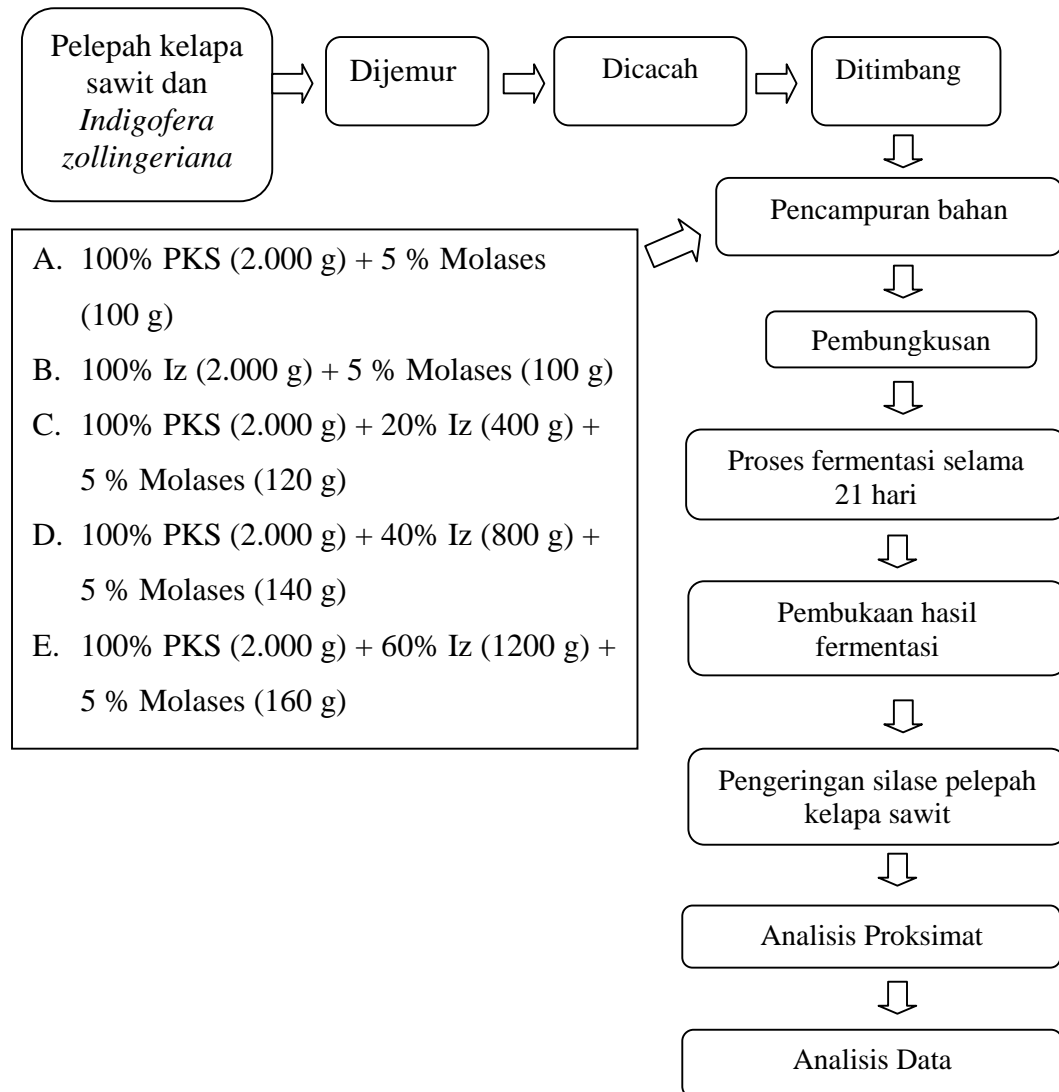 Pelepah kelapa
sawit dan
Indigofera
zollingeriana
Dijemur
Dicacah
Ditimbang
Pencampuran bahan
A. 100% PKS (2.000 g) + 5 % Molases
(100 g)
B. 100% Iz (2.000 g) + 5 % Molases (100 g)
C. 100% PKS (2.000 g) + 20% Iz (400 g) +
5 % Molases (120 g)
D. 100% PKS (2.000 g) + 40% Iz (800 g) +
5 % Molases (140 g)
E. 100% PKS (2.000 g) + 60% Iz (1200 g) +
5 % Molases (160 g)
Pembungkusan
Proses fermentasi selama
21 hari
Pembukaan hasil
fermentasi
Pengeringan silase pelepah
kelapa sawit
Analisis Proksimat
Analisis Data